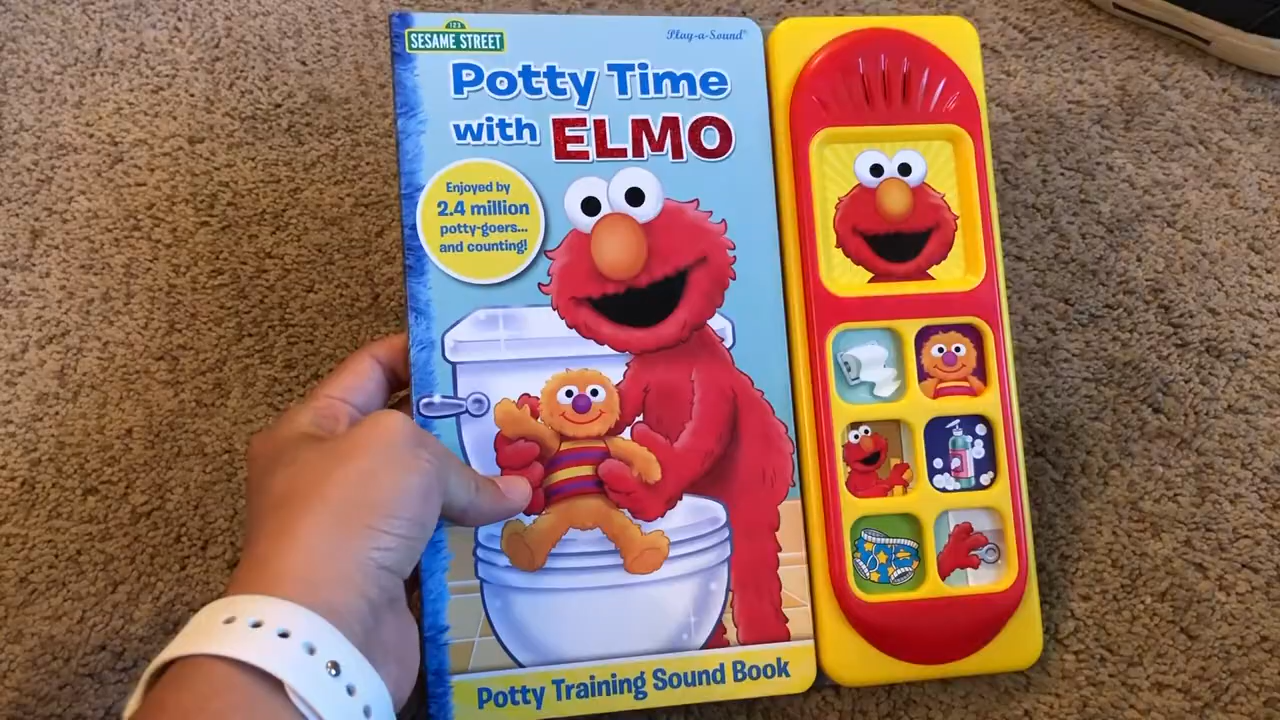 123
SESAME STREET
Play-a-Sound®
Potty Time
with ELMO
Enjoyed by
2.4 million
potty-goers...
and counting!
Potty Training Sound Book